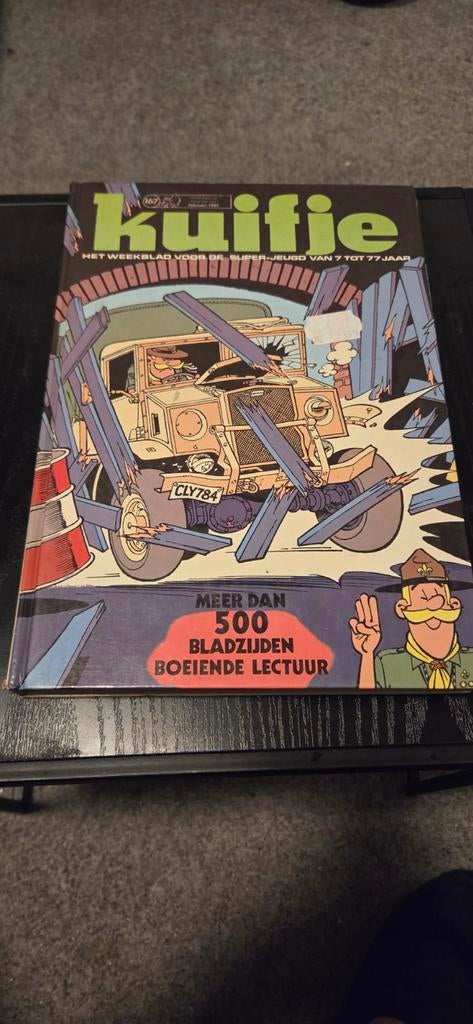 167
kuifje
HET WEEKBLAD VOOR DE SUPER-JEUGD VAN 7 TOT 77 JAAR
CLY784
MEER DAN
500
BLADZIJDEN
BOEIENDE LECTUUR